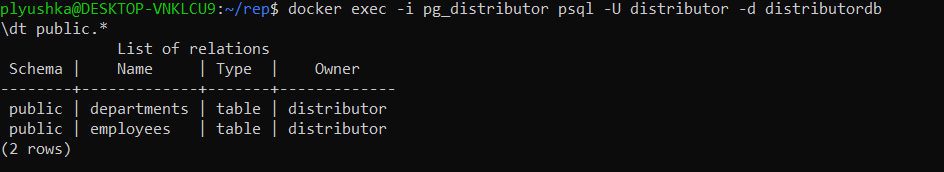 plyushka@DESKTOP-VNKLCU9:~/rep$ docker exec -i pg_distributor psql -U distributor -d distributordb
\dt public.*
List of relations
Schema | Name | Type | Owner
--------+-------------+-------+-------------
public | departments | table | distributor
public | employees | table | distributor
(2 rows)